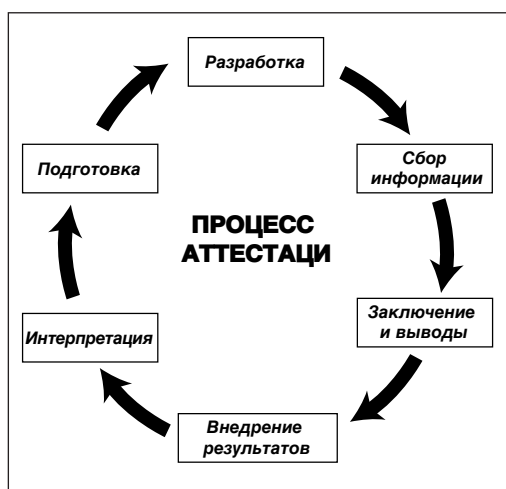 Разработка
Сбор
информации
Подготовка
ПРОЦЕСС
АТТЕСТАЦИ
Заключение
и выводы
Интерпретация
Внедрение
результатов